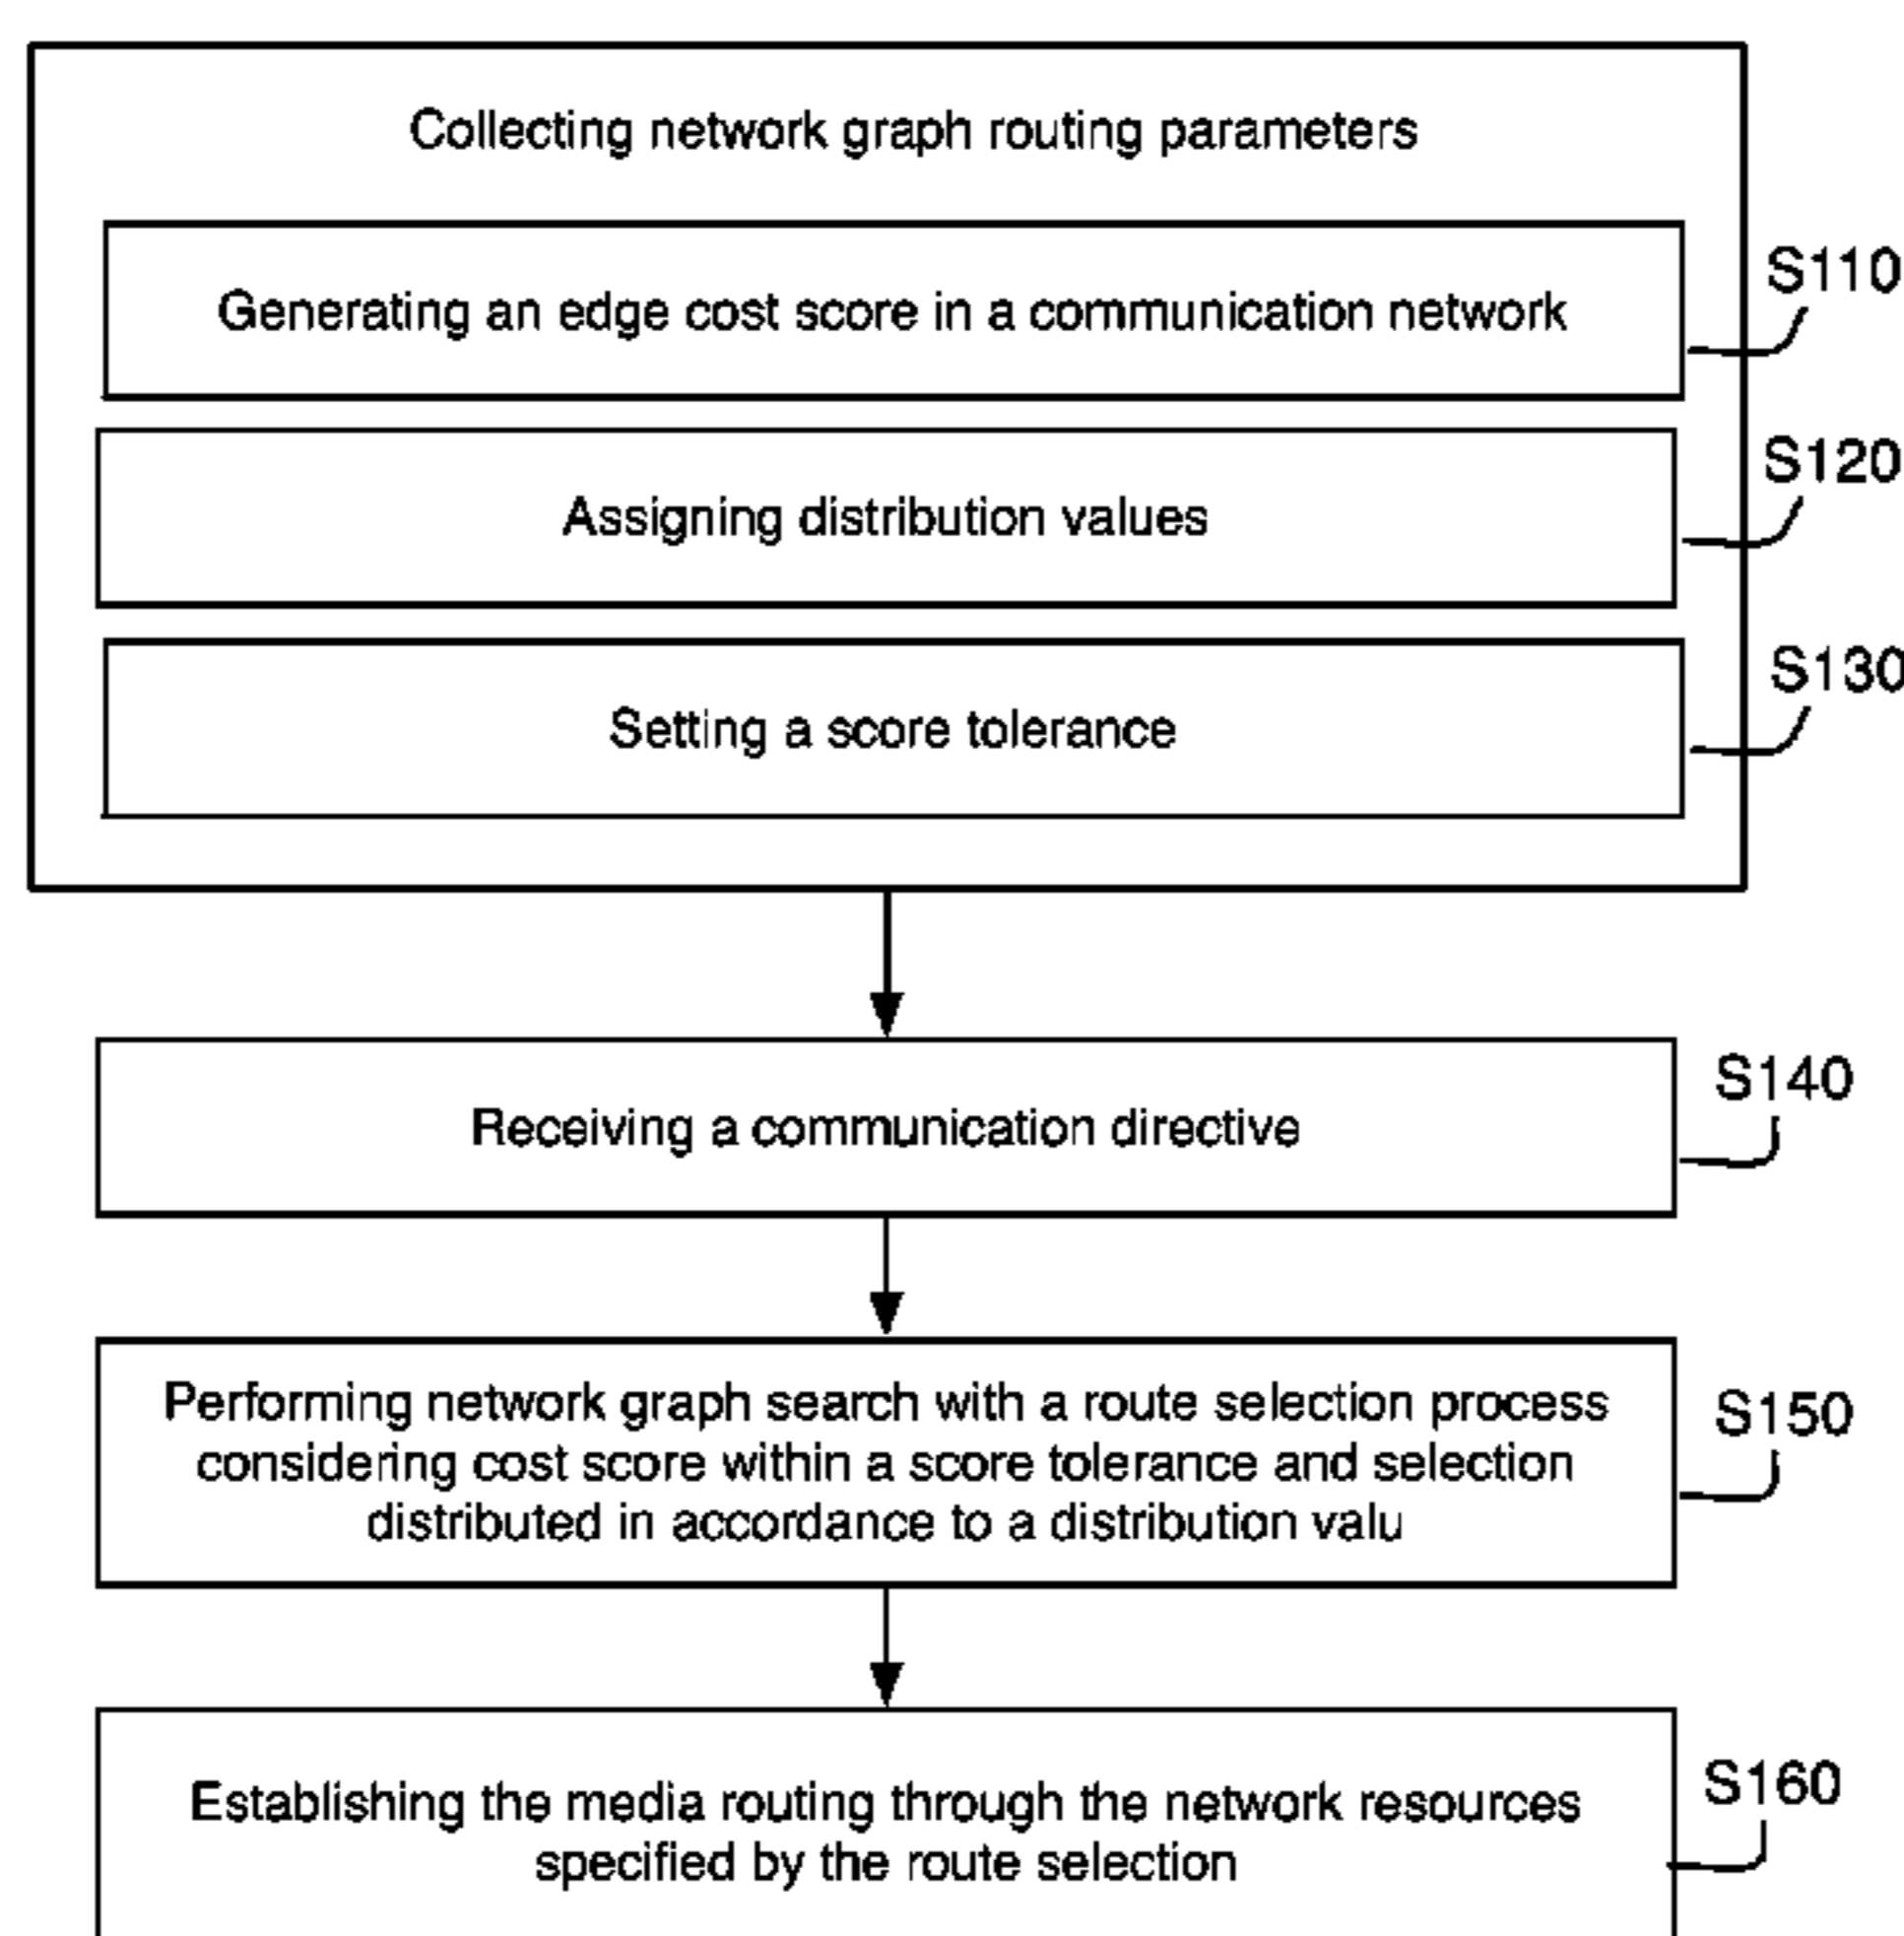 Collecting network graph routing parameters
Generating an edge cost score in a communication network
S110
Assigning distribution values
S120
Setting a score tolerance
S130
Receiving a communication directive
S140
Performing network graph search with a route selection process
considering cost score within a score tolerance and selection
distributed in accordance to a distribution valu
S150
Establishing the media routing through the network resources
specified by the route selection
S160